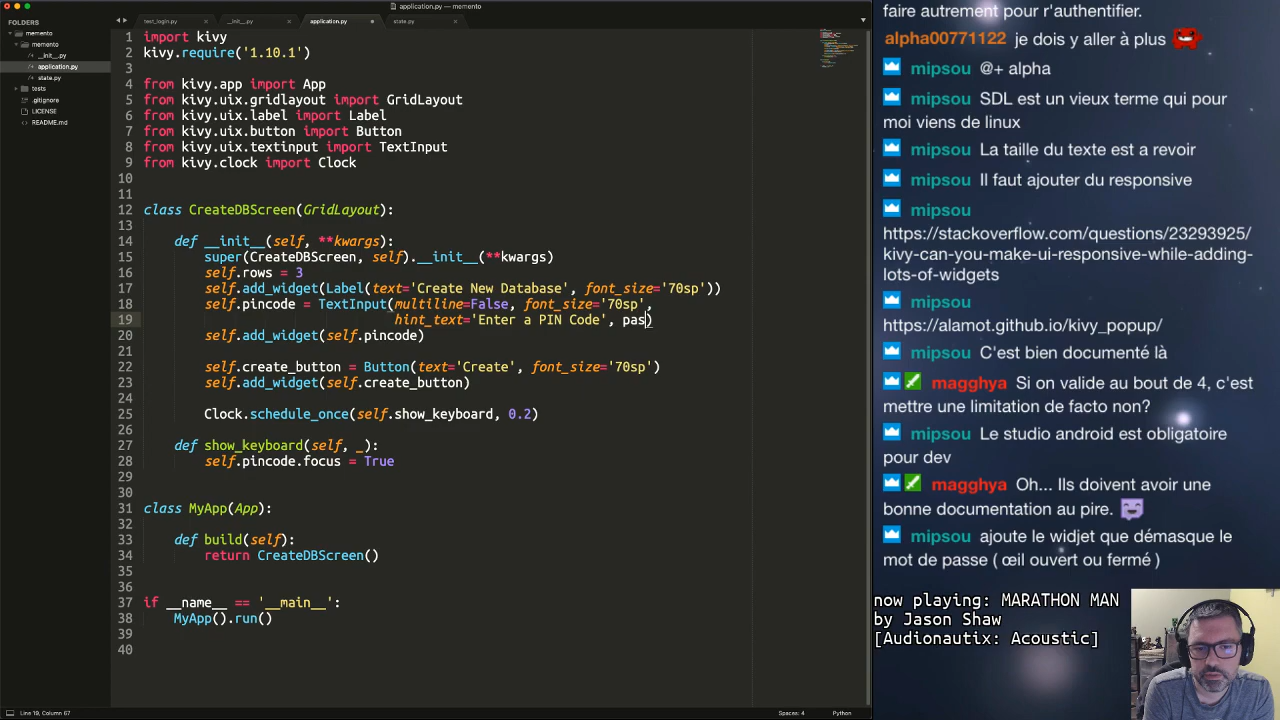 application.py — memento
FOLDERS
memento
memento
__init__.py
application.py
state.py
tests
.gitignore
LICENSE
README.md
test_login.py
__init__.py
application.py
state.py
1 import kivy
2 kivy.require('1.10.1')
3
4 from kivy.app import App
5 from kivy.uix.gridlayout import GridLayout
6 from kivy.uix.label import Label
7 from kivy.uix.button import Button
8 from kivy.uix.textinput import TextInput
9 from kivy.clock import Clock
10
11
12 class CreateDBScreen(GridLayout):
13
14 def __init__(self, **kwargs):
15 super(CreateDBScreen, self).__init__(**kwargs)
16 self.rows = 3
17 self.add_widget(Label(text='Create New Database', font_size='70sp'))
18 self.pincode = TextInput(multiline=False, font_size='70sp',
19 hint_text='Enter a PIN Code', pas)
20 self.add_widget(self.pincode)
21
22 self.create_button = Button(text='Create', font_size='70sp')
23 self.add_widget(self.create_button)
24
25 Clock.schedule_once(self.show_keyboard, 0.2)
26
27 def show_keyboard(self, _):
28 self.pincode.focus = True
29
30
31 class MyApp(App):
32
33 def build(self):
34 return CreateDBScreen()
35
36
37 if __name__ == '__main__':
38 MyApp().run()
39
40
Line 19, Column 67
Spaces: 4
Python
faire autrement pour r'authentifier.
alpha00771122 je dois y aller à plus
mipsou @+ alpha
mipsou SDL est un vieux terme qui pour
moi viens de linux
mipsou La taille du texte est a revoir
mipsou Il faut ajouter du responsive
mipsou
https://stackoverflow.com/questions/23293925/
kivy-can-you-make-ui-responsive-while-adding-
lots-of-widgets
mipsou
https://alamot.github.io/kivy_popup/
mipsou C'est bien documenté là
magghya Si on valide au bout de 4, c'est
mettre une limitation de facto non?
mipsou Le studio android est obligatoire
pour dev
magghya Oh... Ils doivent avoir une
bonne documentation au pire.
mipsou ajoute le widjet que démasque le
mot de passe ( œil ouvert ou fermé )
now playing: MARATHON MAN
by Jason Shaw
[Audionautix: Acoustic]